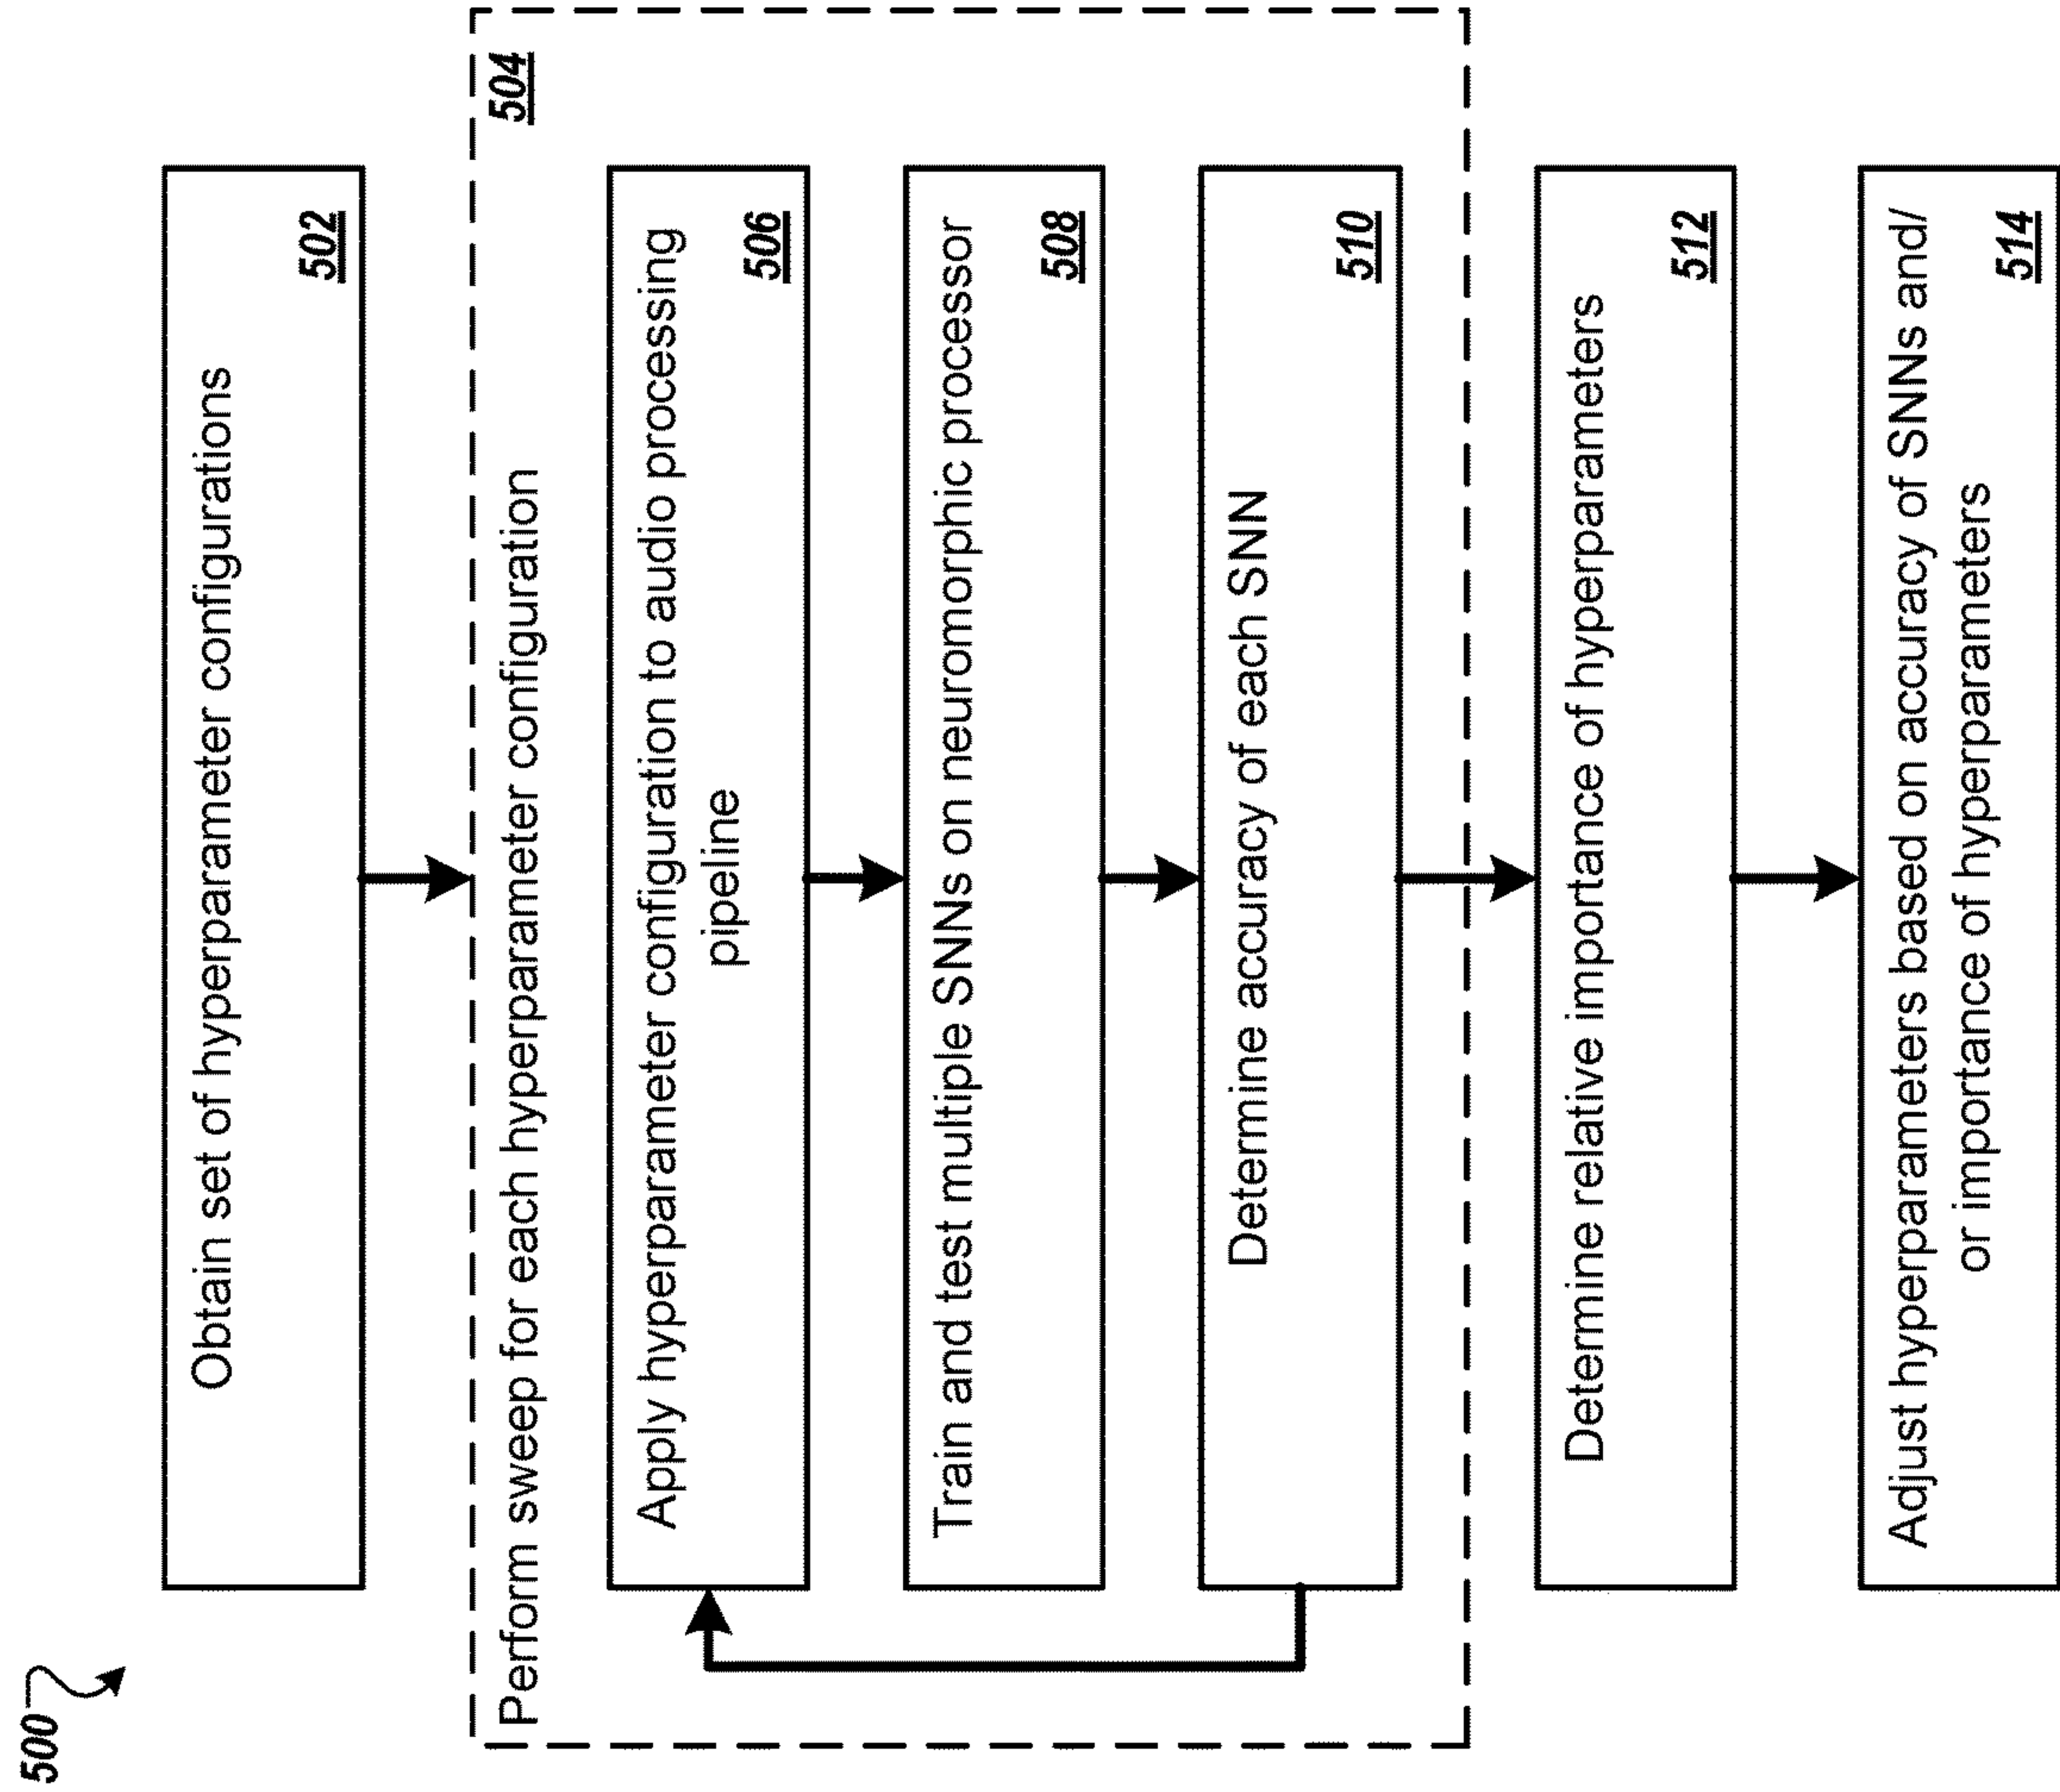 500
Obtain set of hyperparameter configurations
502
504
Perform sweep for each hyperparameter configuration
Apply hyperparameter configuration to audio processing
pipeline
506
Train and test multiple SNNs on neuromorphic processor
508
Determine accuracy of each SNN
510
Determine relative importance of hyperparameters
512
Adjust hyperparameters based on accuracy of SNNs and/
or importance of hyperparameters
514